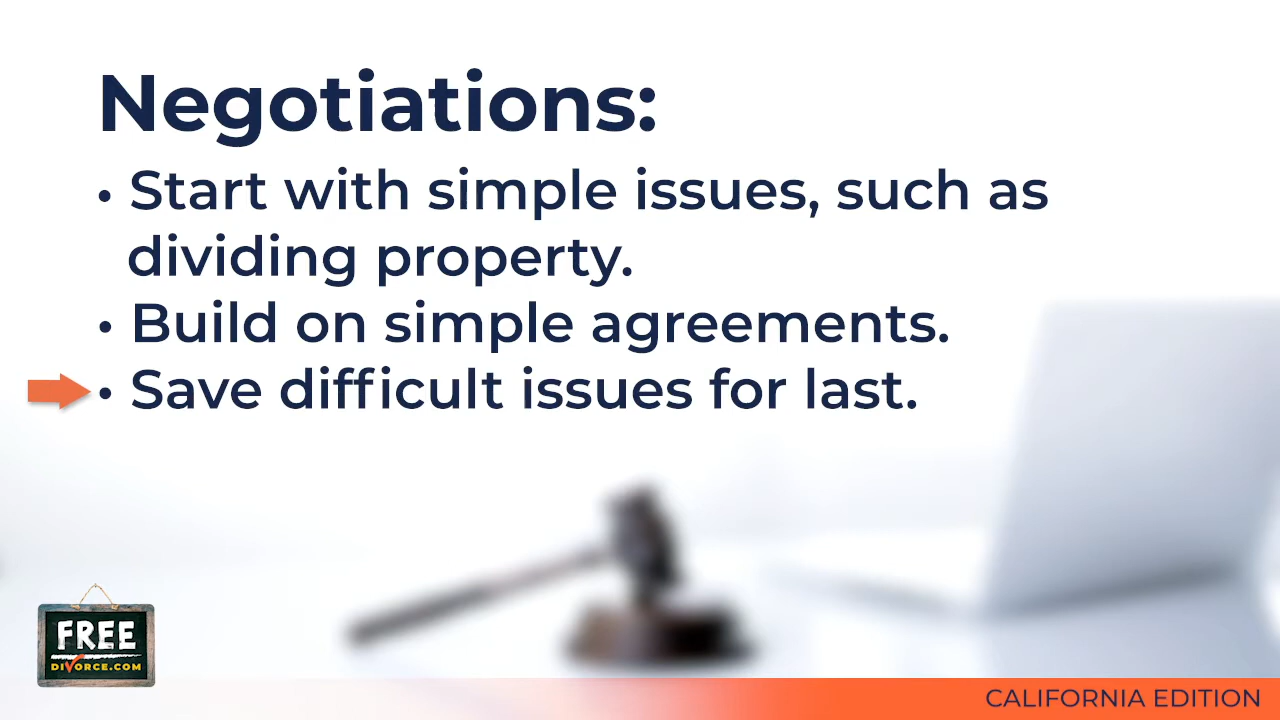 Negotiations:
• Start with simple issues, such as
dividing property.
• Build on simple agreements.
• Save difficult issues for last.
FREE
DIVORCE.COM
CALIFORNIA EDITION